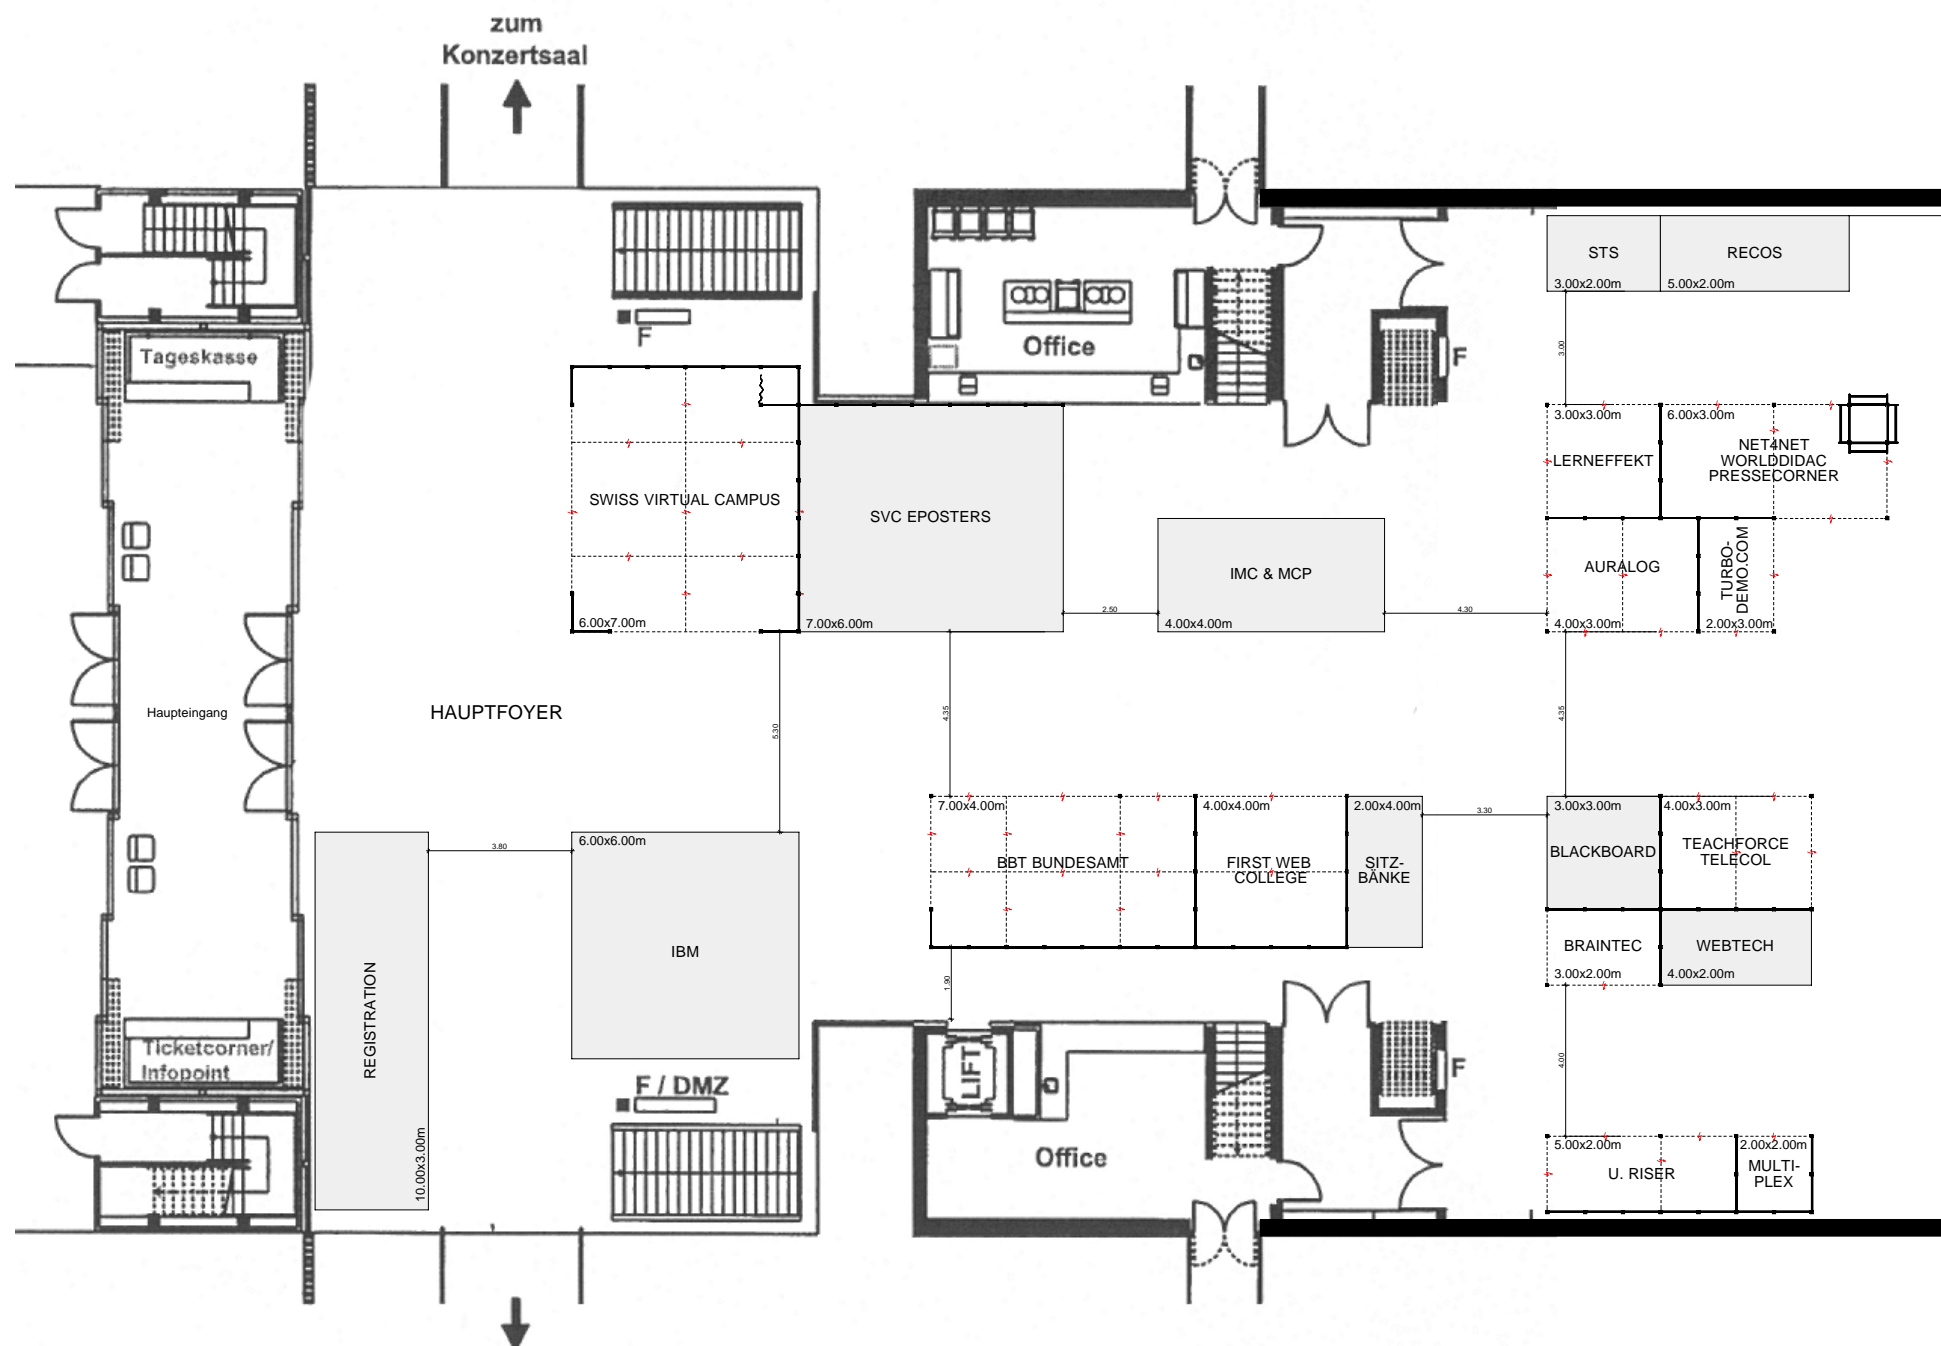 zum
Konzertsaal
STS
3.00x2.00m
RECOS
5.00x2.00m
F
Office
F
Tageskasse
3.00
3.00x3.00m
LERNEFFEKT
6.00x3.00m
NET4NET
WORLDDIDAC
PRESSECORNER
SWISS VIRTUAL CAMPUS
6.00x7.00m
SVC EPOSTERS
7.00x6.00m
IMC & MCP
4.00x4.00m
AURALOG
4.00x3.00m
TURBO-
DEMO.COM
2.00x3.00m
2.50
4.30
Haupteingang
HAUPTFOYER
5.30
4.35
4.35
7.00x4.00m
BBT BUNDESAMT
4.00x4.00m
FIRST WEB
COLLEGE
2.00x4.00m
SITZ-
BÄNKE
3.30
3.00x3.00m
BLACKBOARD
4.00x3.00m
TEACHFORCE
TELECOL
3.80
6.00x6.00m
IBM
REGISTRATION
10.00x3.00m
BRAINTEC
3.00x2.00m
WEBTECH
4.00x2.00m
1.90
Ticketcorner/
Infopoint
F / DMZ
LIFT
Office
F
4.00
5.00x2.00m
U. RISER
2.00x2.00m
MULTI-
PLEX